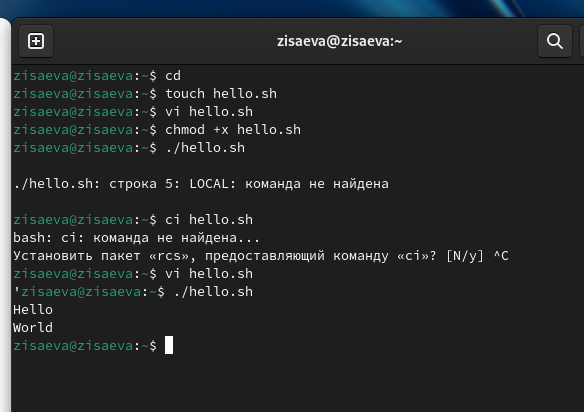 zisaeva@zisaeva:~
zisaeva@zisaeva:~$ cd
zisaeva@zisaeva:~$ touch hello.sh
zisaeva@zisaeva:~$ vi hello.sh
zisaeva@zisaeva:~$ chmod +x hello.sh
zisaeva@zisaeva:~$ ./hello.sh
./hello.sh: строка 5: LOCAL: команда не найдена
zisaeva@zisaeva:~$ ci hello.sh
bash: ci: команда не найдена...
Установить пакет «rcs», предоставляющий команду «ci»? [N/y] ^C
zisaeva@zisaeva:~$ vi hello.sh
'zisaeva@zisaeva:~$ ./hello.sh
Hello
World
zisaeva@zisaeva:~$